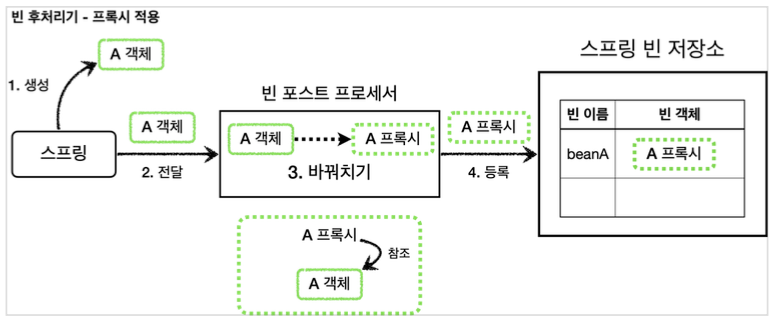 빈 후처리기 - 프록시 적용
A 객체
1. 생성
스프링
A 객체
2. 전달
빈 포스트 프로세서
A 객체
A 프록시
3. 바꿔치기
A 프록시
4. 등록
스프링 빈 저장소
빈 이름
빈 객체
beanA
A 프록시
A 프록시
참조
A 객체